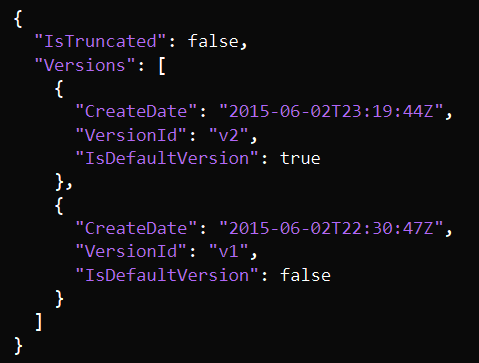 {
  "IsTruncated": false,
  "Versions": [
    {
      "CreateDate": "2015-06-02T23:19:44Z",
      "VersionId": "v2",
      "IsDefaultVersion": true
    },
    {
      "CreateDate": "2015-06-02T22:30:47Z",
      "VersionId": "v1",
      "IsDefaultVersion": false
    }
  ]
}